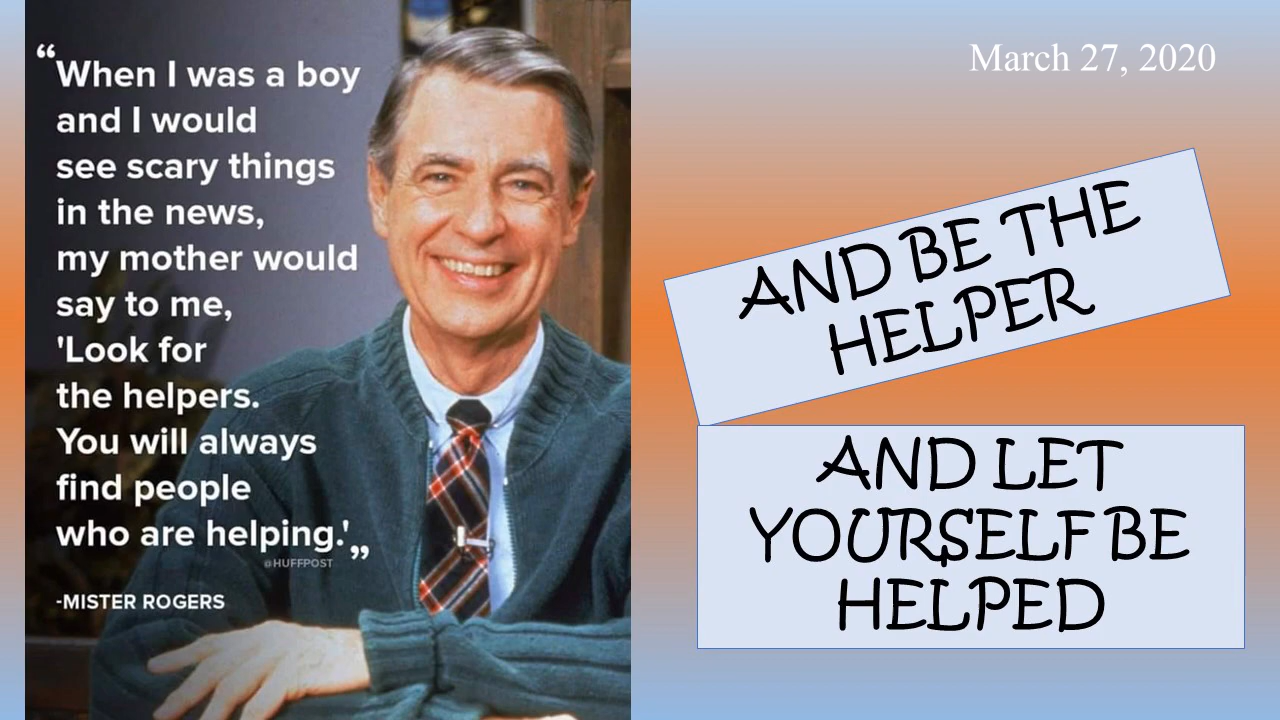 “When I was a boy
and I would
see scary things
in the news,
my mother would
say to me,
'Look for
the helpers.
You will always
find people
who are helping.'”
@HUFFPOST
-MISTER ROGERS
March 27, 2020
AND BE THE
HELPER
AND LET
YOURSELF BE
HELPED